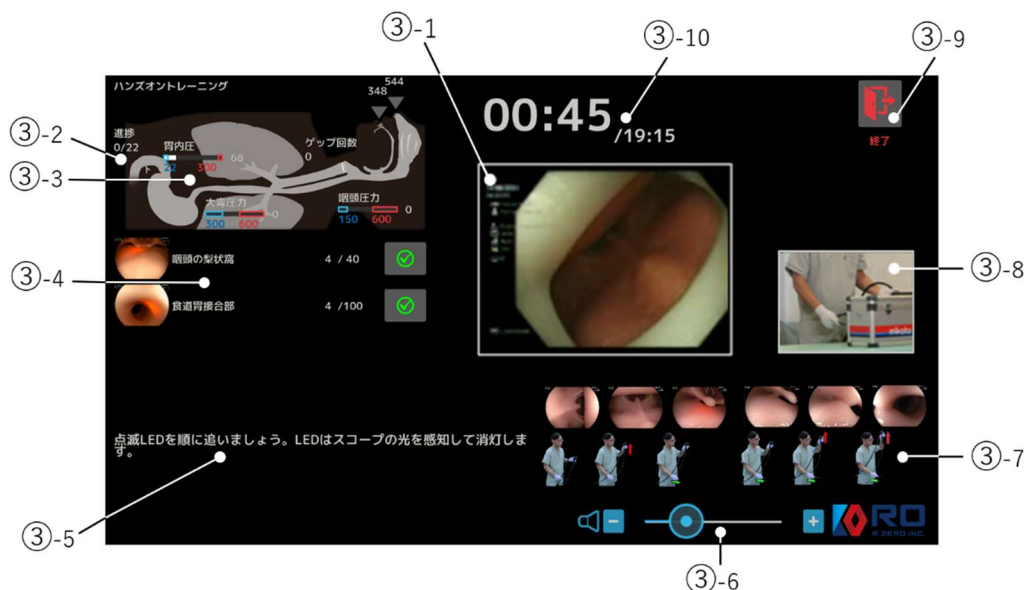 ③-1
③-10
③-9
③-2
③-3
③-4
③-5
③-6
③-7
③-8
ハンズオントレーニング
544
348
進捗
0/22
胃内圧
68
22
300
ゲップ回数
0
大弯圧力
0
300
600
咽頭圧力
0
150
600
咽頭の梨状窩 4 / 40
食道胃接合部 4 /100
00:45
/19:15
終了
点滅LEDを順に追いましょう。LEDはスコープの光を感知して消灯しま
す。
RO
R ZERO INC.